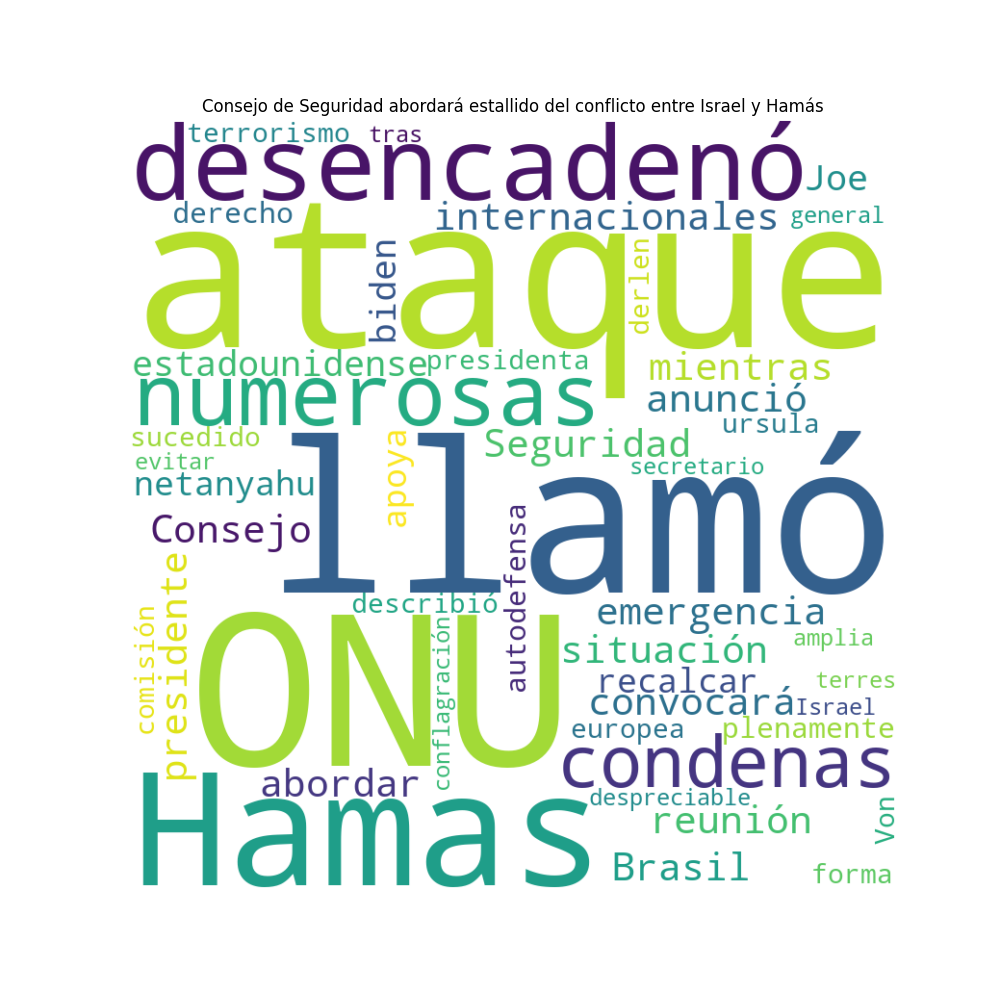 Consejo de Seguridad abordará estallido del conflicto entre Israel y Hamás
terrorismo
tras
desencadenó
Joe
derecho
internacionales
general
ataque
biden
derlen
estadounidense
presidenta
mientras
numerosas
anunció
ursula
sucedido
Seguridad
evitar
secretario
netanyahu
apoya
llamó
Consejo
autodefensa
presidente
describió
comisión
ONU
conflagración
emergencia
amplia
situación
recalcar
terres
convocará
Israel
europea
plenamente
condenas
abordar
Hamas
despreciable
reunión
Von
Brasil
forma